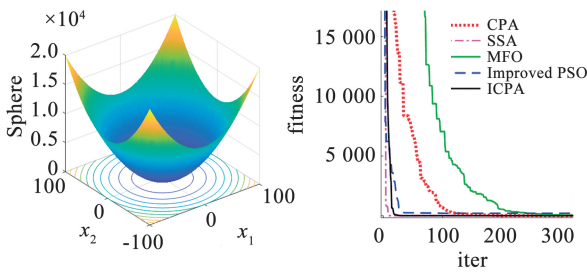 ×10⁴
2.0
1.5
1.0
0.5
0
Sphere
100
0
-100
x₂
0
100
x₁
15 000
10 000
5 000
fitness
0
100
200
300
iter
CPA
SSA
MFO
Improved PSO
ICPA